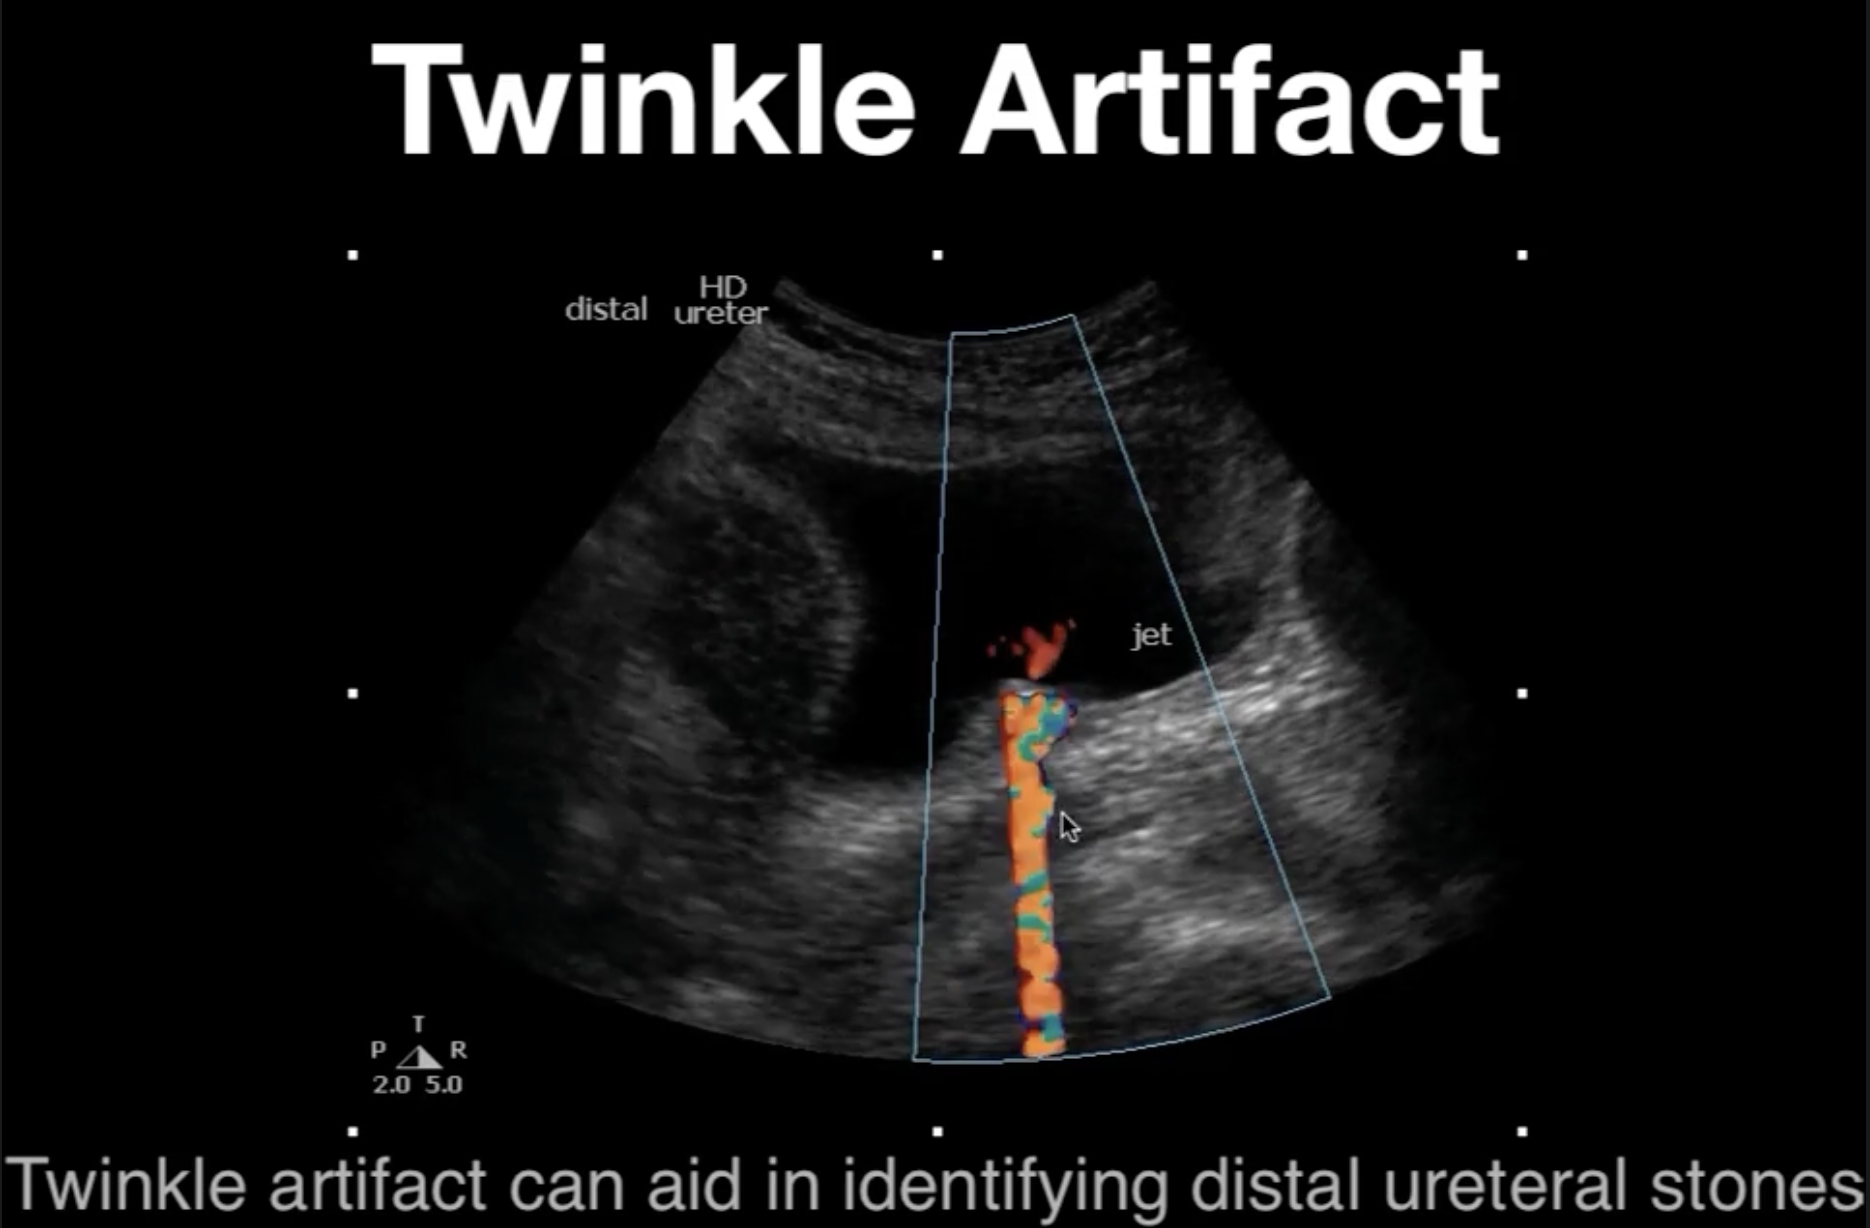 Twinkle Artifact
HD
distal ureter
jet
T
P R
2.0 5.0
Twinkle artifact can aid in identifying distal ureteral stones